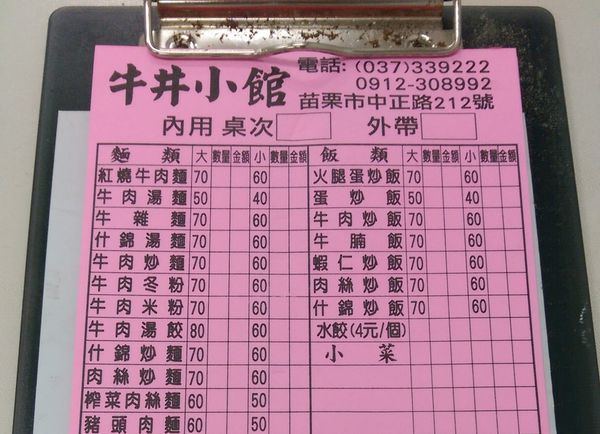 牛丼小館 電話: (037)339222
0912-308992
苗栗市中正路212號
內用 桌次 外帶
麵類 大 數量 金額 小 數量 金額 飯類 大 數量 金額 小 數量 金額
紅燒牛肉麵 70 60 火腿蛋炒飯 70 60
牛肉湯麵 50 40 蛋炒飯 50 40
牛雜麵 70 60 牛肉炒飯 70 60
什錦湯麵 70 60 牛腩飯 70 60
牛肉炒麵 70 60 蝦仁炒飯 70 60
牛肉冬粉 70 60 肉絲炒飯 70 60
牛肉米粉 70 60 什錦炒飯 70 60
牛肉湯餃 80 60 水餃(4元/個)
什錦炒麵 70 60 小菜
肉絲炒麵 70 60
榨菜肉絲麵 60 50
豬頭肉麵 60 50